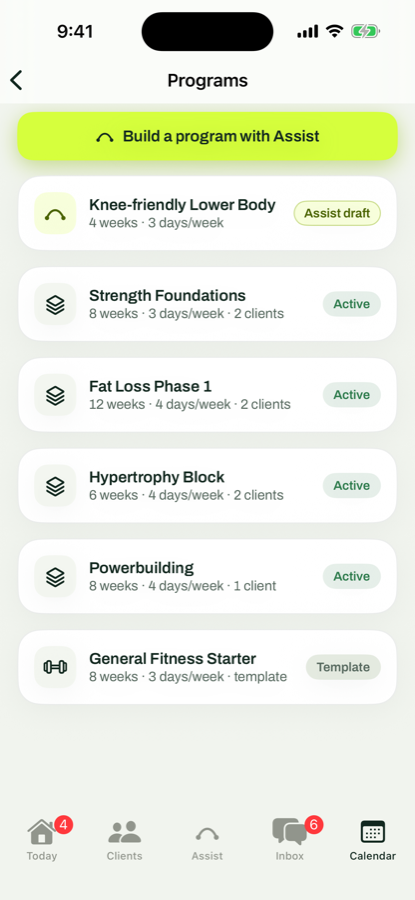 9:41
Programs
Build a program with Assist
Knee-friendly Lower Body
4 weeks · 3 days/week
Assist draft
Strength Foundations
8 weeks · 3 days/week · 2 clients
Active
Fat Loss Phase 1
12 weeks · 4 days/week · 2 clients
Active
Hypertrophy Block
6 weeks · 4 days/week · 2 clients
Active
Powerbuilding
8 weeks · 4 days/week · 1 client
Active
General Fitness Starter
8 weeks · 3 days/week · template
Template
4
6
Today
Clients
Assist
Inbox
Calendar